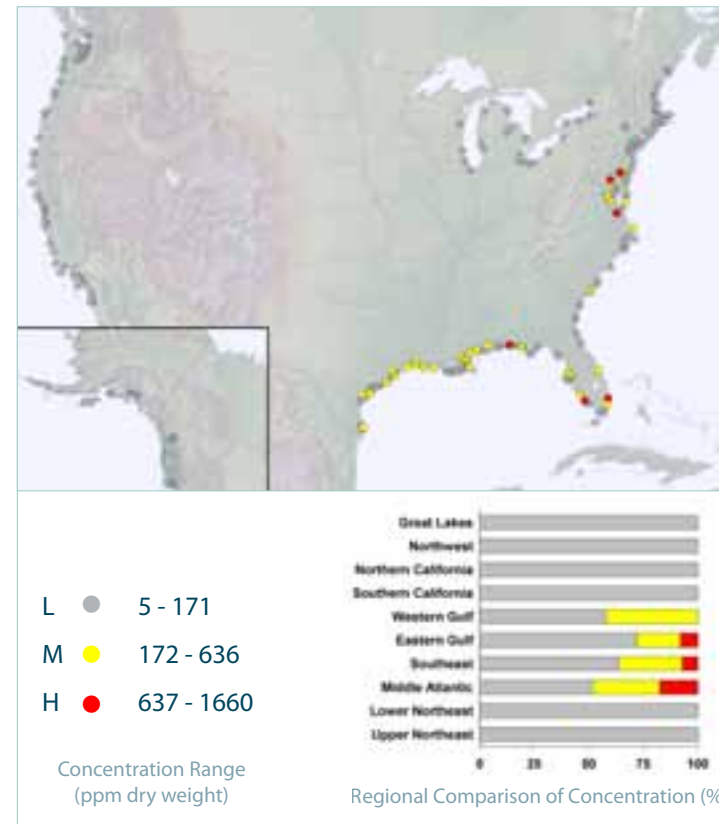 L 5 - 171
M 172 - 636
H 637 - 1660
Concentration Range
(ppm dry weight)
Great Lakes
Northwest
Northern California
Southern California
Western Gulf
Eastern Gulf
Southeast
Middle Atlantic
Lower Northeast
Upper Northeast
0 25 50 75 100
Regional Comparison of Concentration (%